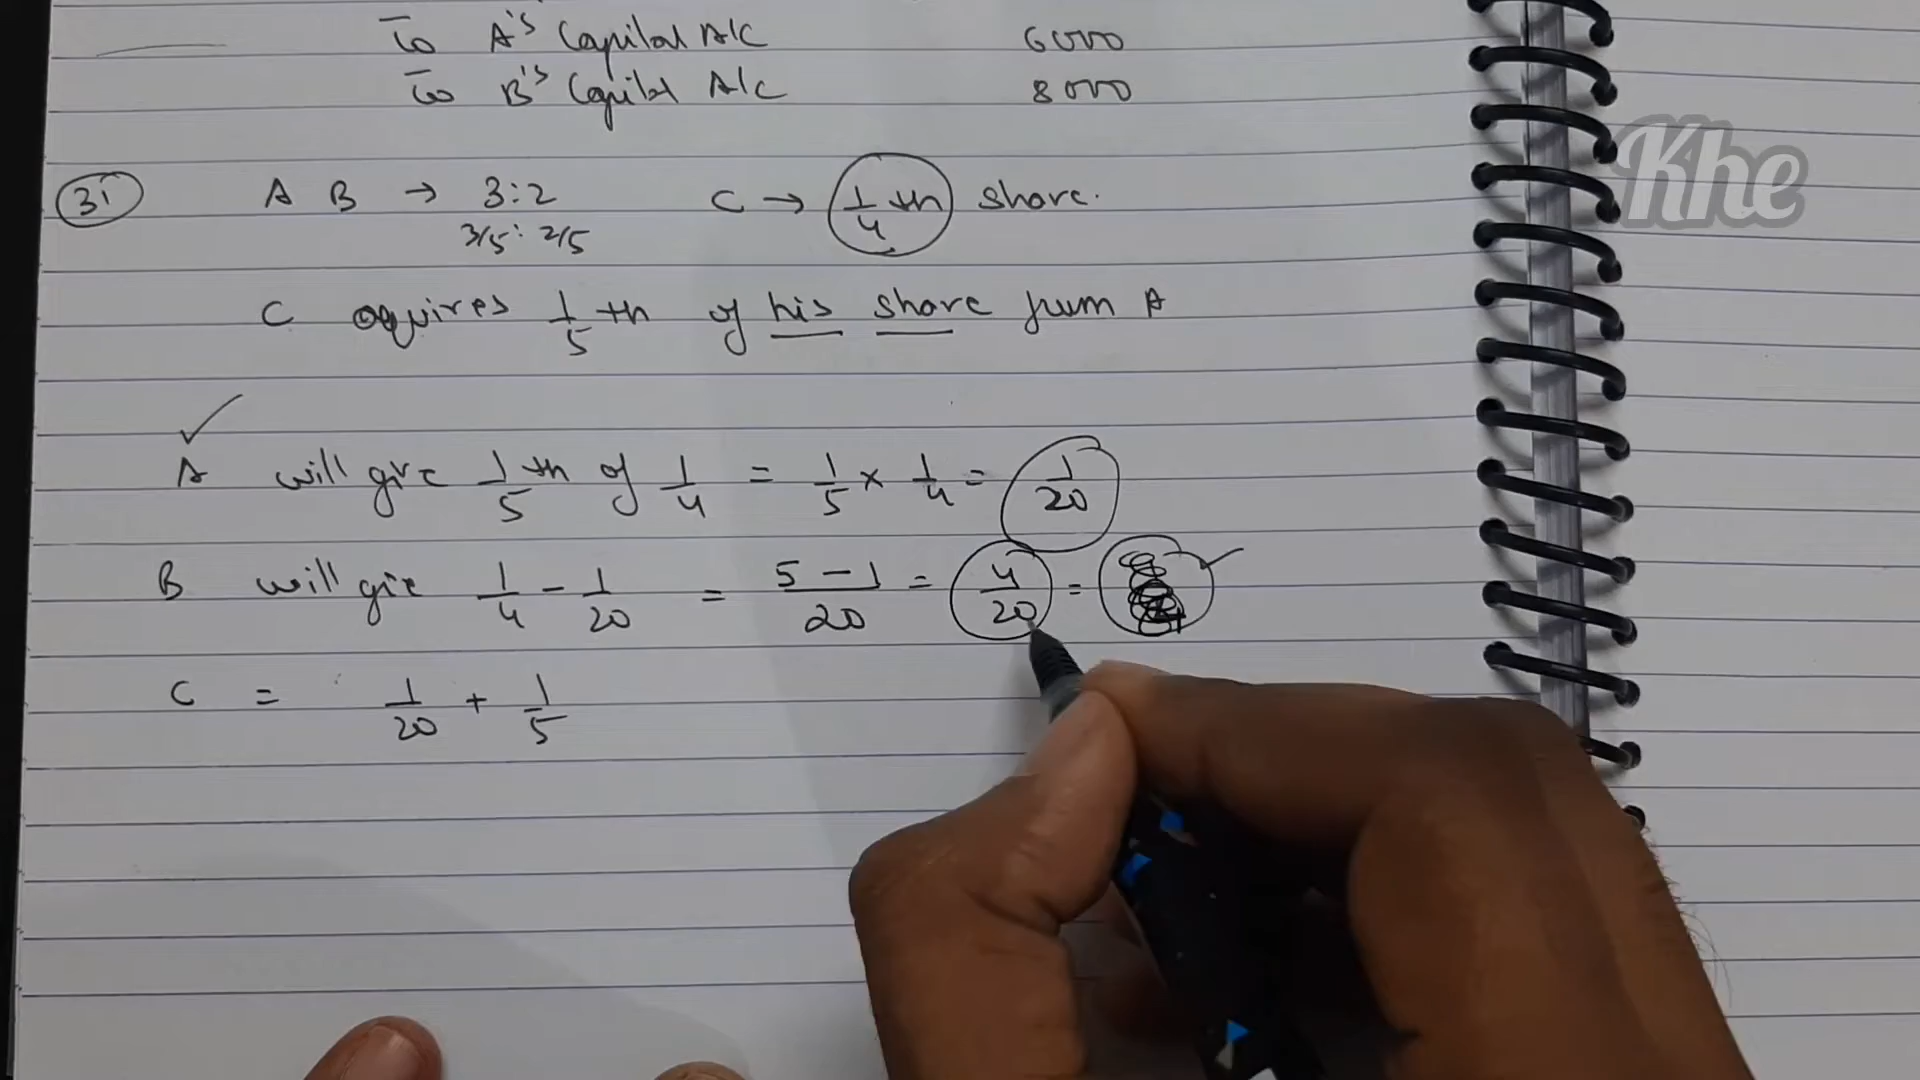 To A's Capital A/C 6000
To B's Capital A/C 8000
31 A B → 3:2 C → 1/4 th share.
3/5 : 2/5
C aquires 1/5 th of his share from A
✓
A will give 1/5 th of 1/4 = 1/5 × 1/4 = 1/20
B will give 1/4 - 1/20 = 5 - 1/20 = 4/20 = ✓
C = 1/20 + 1/5
Khe